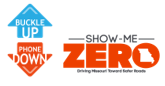 BUCKLE
UP
PHONE
DOWN
SHOW-ME
ZERO
Driving Missouri Toward Safer Roads